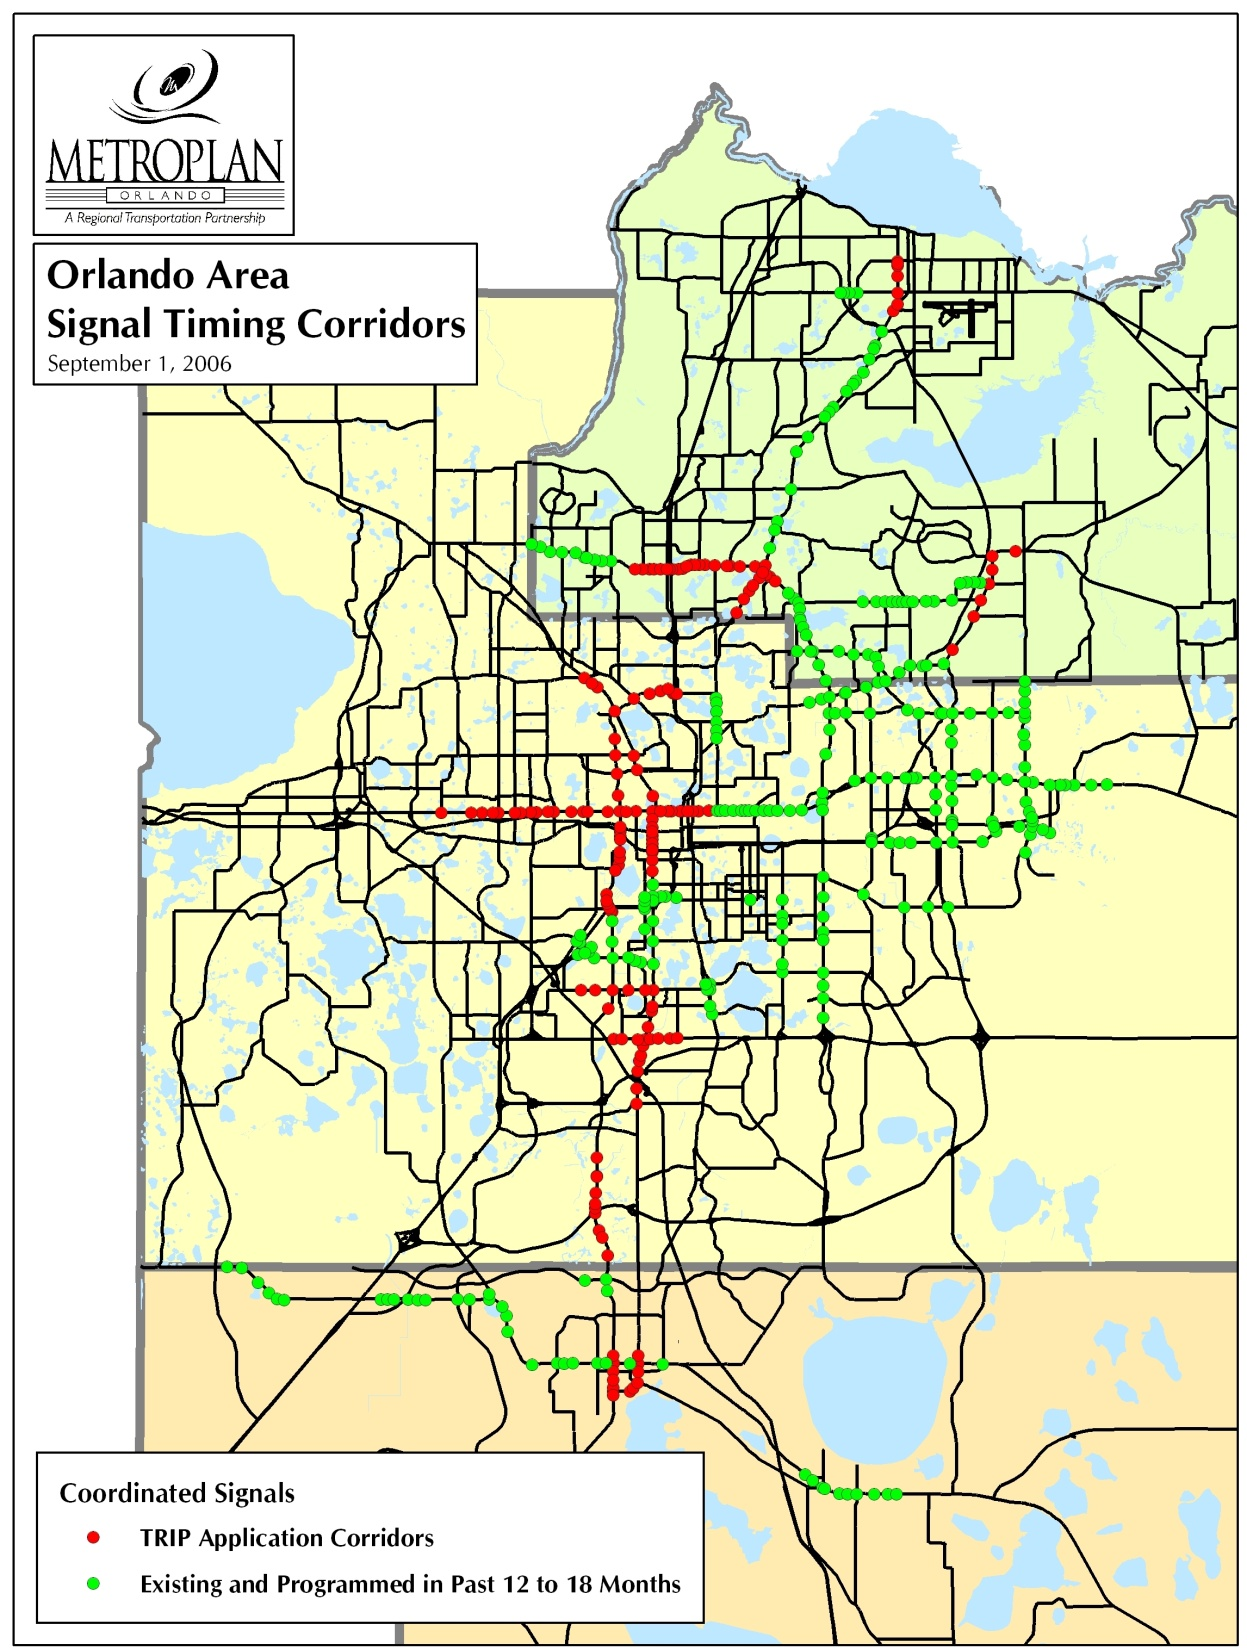 METROPLAN
ORLANDO
A Regional Transportation Partnership
Orlando Area
Signal Timing Corridors
September 1, 2006
Coordinated Signals
TRIP Application Corridors
Existing and Programmed in Past 12 to 18 Months